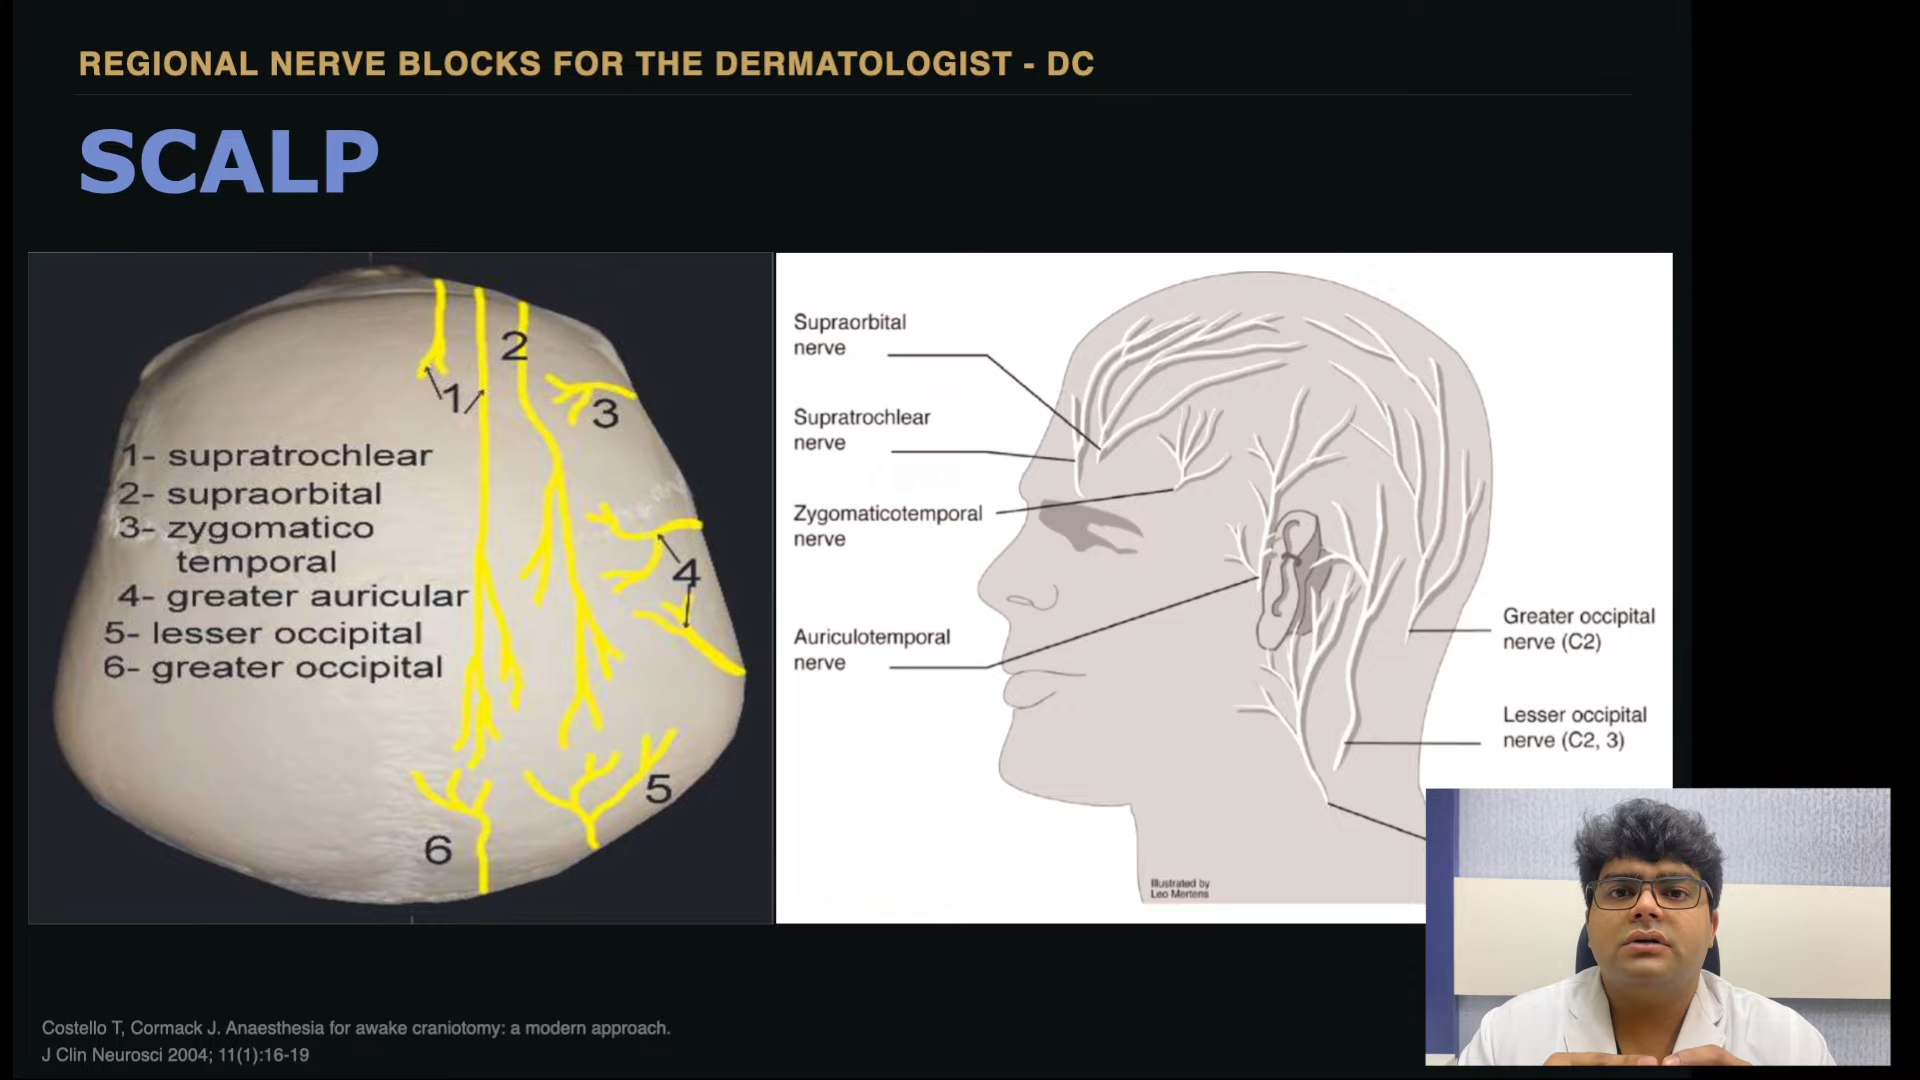 REGIONAL NERVE BLOCKS FOR THE DERMATOLOGIST - DC
SCALP
1
2
3
4
5
6
1- supratrochlear
2- supraorbital
3- zygomatico
temporal
4- greater auricular
5- lesser occipital
6- greater occipital
Supraorbital
nerve
Supratrochlear
nerve
Zygomaticotemporal
nerve
Auriculotemporal
nerve
Greater occipital
nerve (C2)
Lesser occipital
nerve (C2, 3)
Illustrated by
Leo Mertens
Costello T, Cormack J. Anaesthesia for awake craniotomy: a modern approach.
J Clin Neurosci 2004; 11(1):16-19